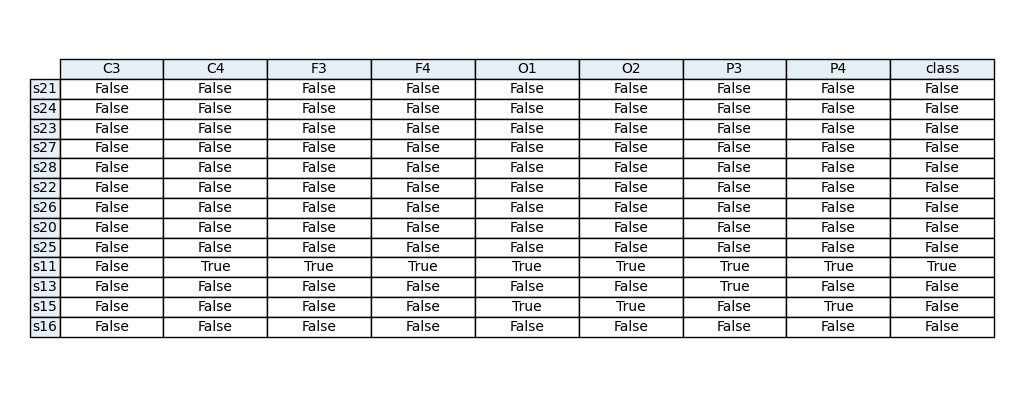 C3 C4 F3 F4 O1 O2 P3 P4 class
s21 False False False False False False False False False
s24 False False False False False False False False False
s23 False False False False False False False False False
s27 False False False False False False False False False
s28 False False False False False False False False False
s22 False False False False False False False False False
s26 False False False False False False False False False
s20 False False False False False False False False False
s25 False False False False False False False False False
s11 False True True True True True True True True
s13 False False False False False False True False False
s15 False False False False True True False True False
s16 False False False False False False False False False